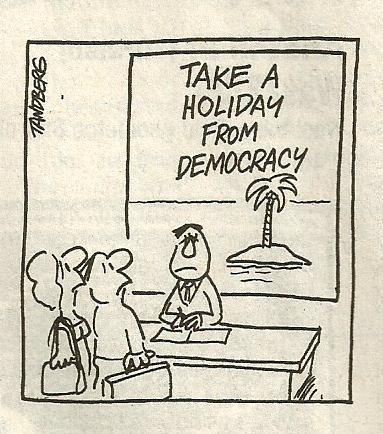 TANDBERG
TAKE A
HOLIDAY
FROM
DEMOCRACY